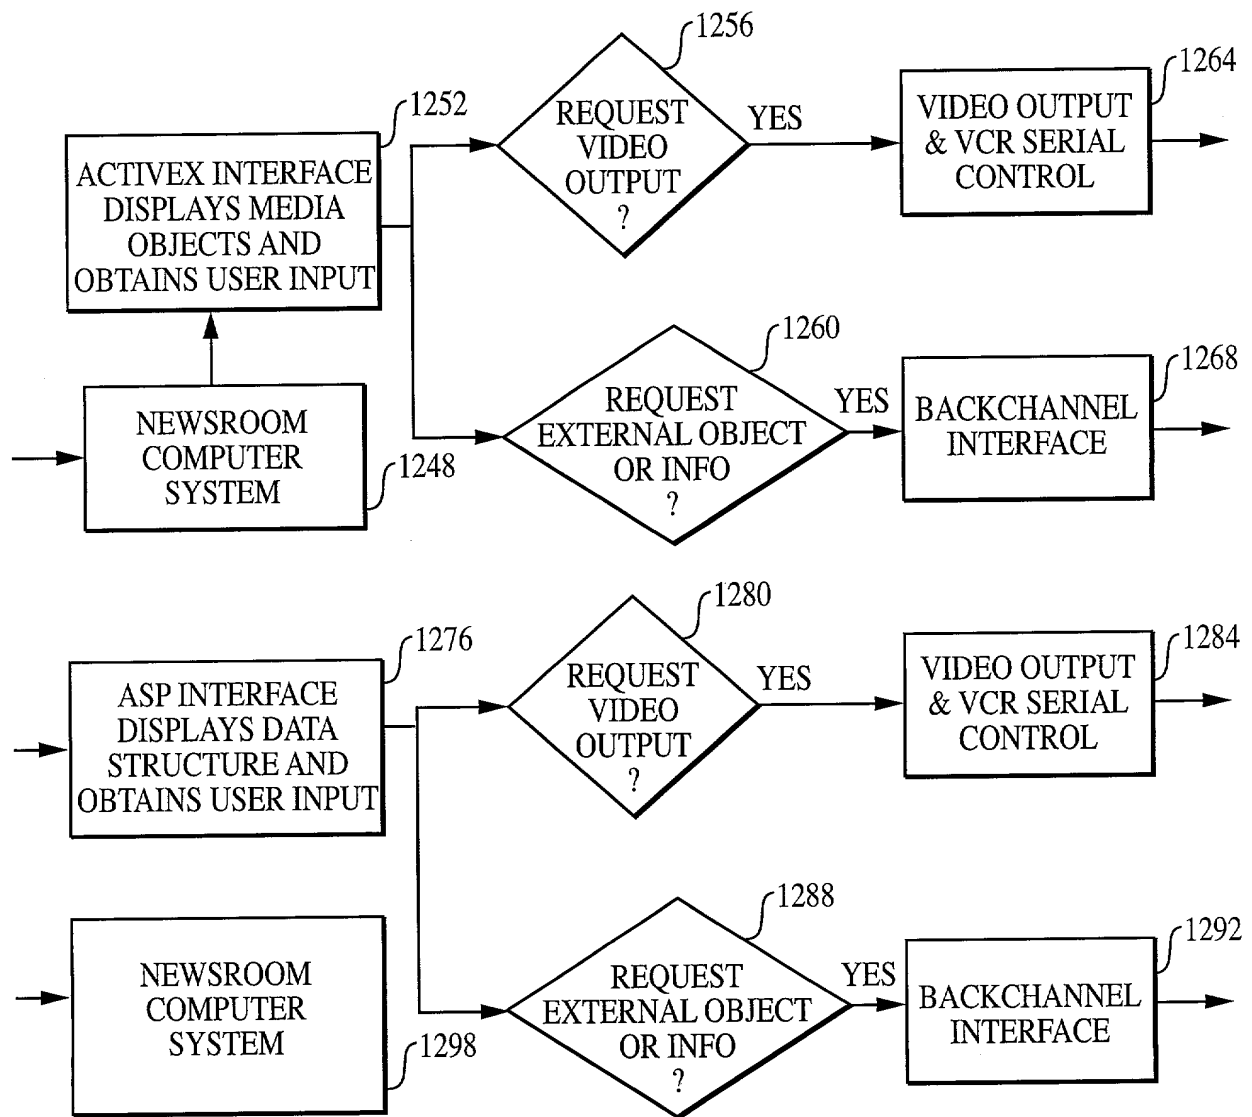 1256
1264
1252
REQUEST
VIDEO
OUTPUT
?
YES
VIDEO OUTPUT
& VCR SERIAL
CONTROL
ACTIVEX INTERFACE
DISPLAYS MEDIA
OBJECTS AND
OBTAINS USER INPUT
1260
1268
NEWSROOM
COMPUTER
SYSTEM
1248
REQUEST
EXTERNAL OBJECT
OR INFO
?
YES
BACKCHANNEL
INTERFACE
1280
1284
1276
ASP INTERFACE
DISPLAYS DATA
STRUCTURE AND
OBTAINS USER INPUT
REQUEST
VIDEO
OUTPUT
?
YES
VIDEO OUTPUT
& VCR SERIAL
CONTROL
1288
1292
NEWSROOM
COMPUTER
SYSTEM
1298
REQUEST
EXTERNAL OBJECT
OR INFO
?
YES
BACKCHANNEL
INTERFACE